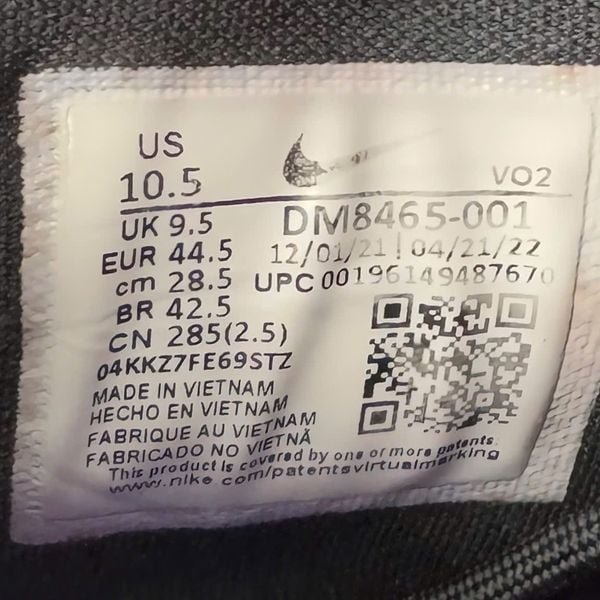 US
10.5
VO2
UK 9.5
DM8465-001
EUR 44.5
12/01/21 | 04/21/22
cm 28.5
UPC 00196149487670
BR 42.5
CN 285(2.5)
04KKZ7FE69STZ
MADE IN VIETNAM
HECHO EN VIETNAM
FABRIQUE AU VIETNAM
FABRICADO NO VIETNÃ
This product is covered by one or more patents:
www.nike com/patentsvirtualmarking